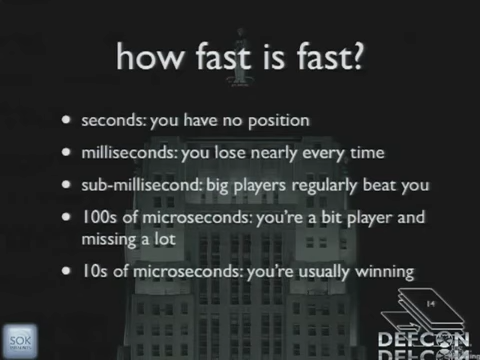 how fast is fast?
• seconds: you have no position
• milliseconds: you lose nearly every time
• sub-millisecond: big players regularly beat you
• 100s of microseconds: you're a bit player and
missing a lot
• 10s of microseconds: you're usually winning
14
SOK
DEFCON